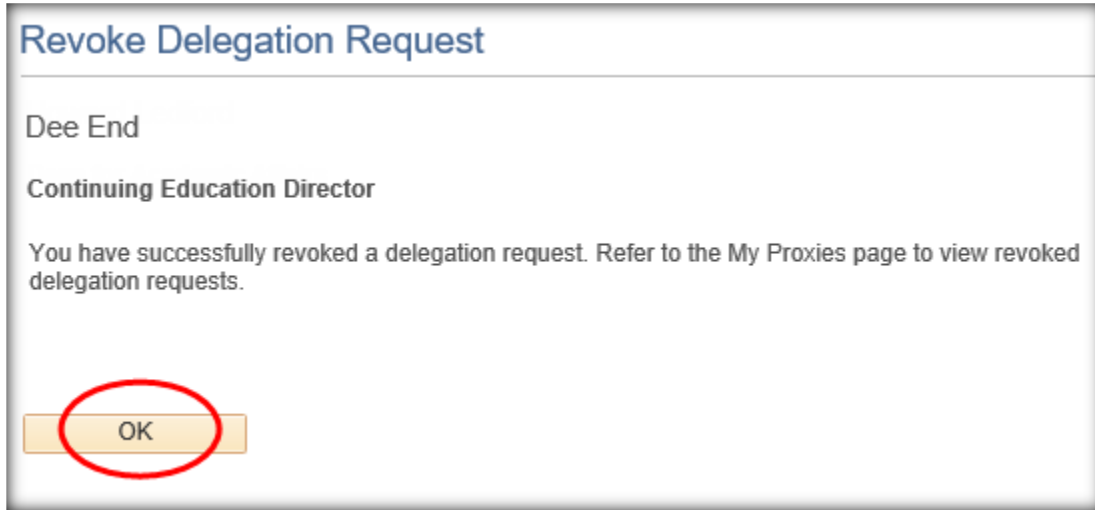 Revoke Delegation Request
Dee End
Continuing Education Director
You have successfully revoked a delegation request. Refer to the My Proxies page to view revoked
delegation requests.
OK